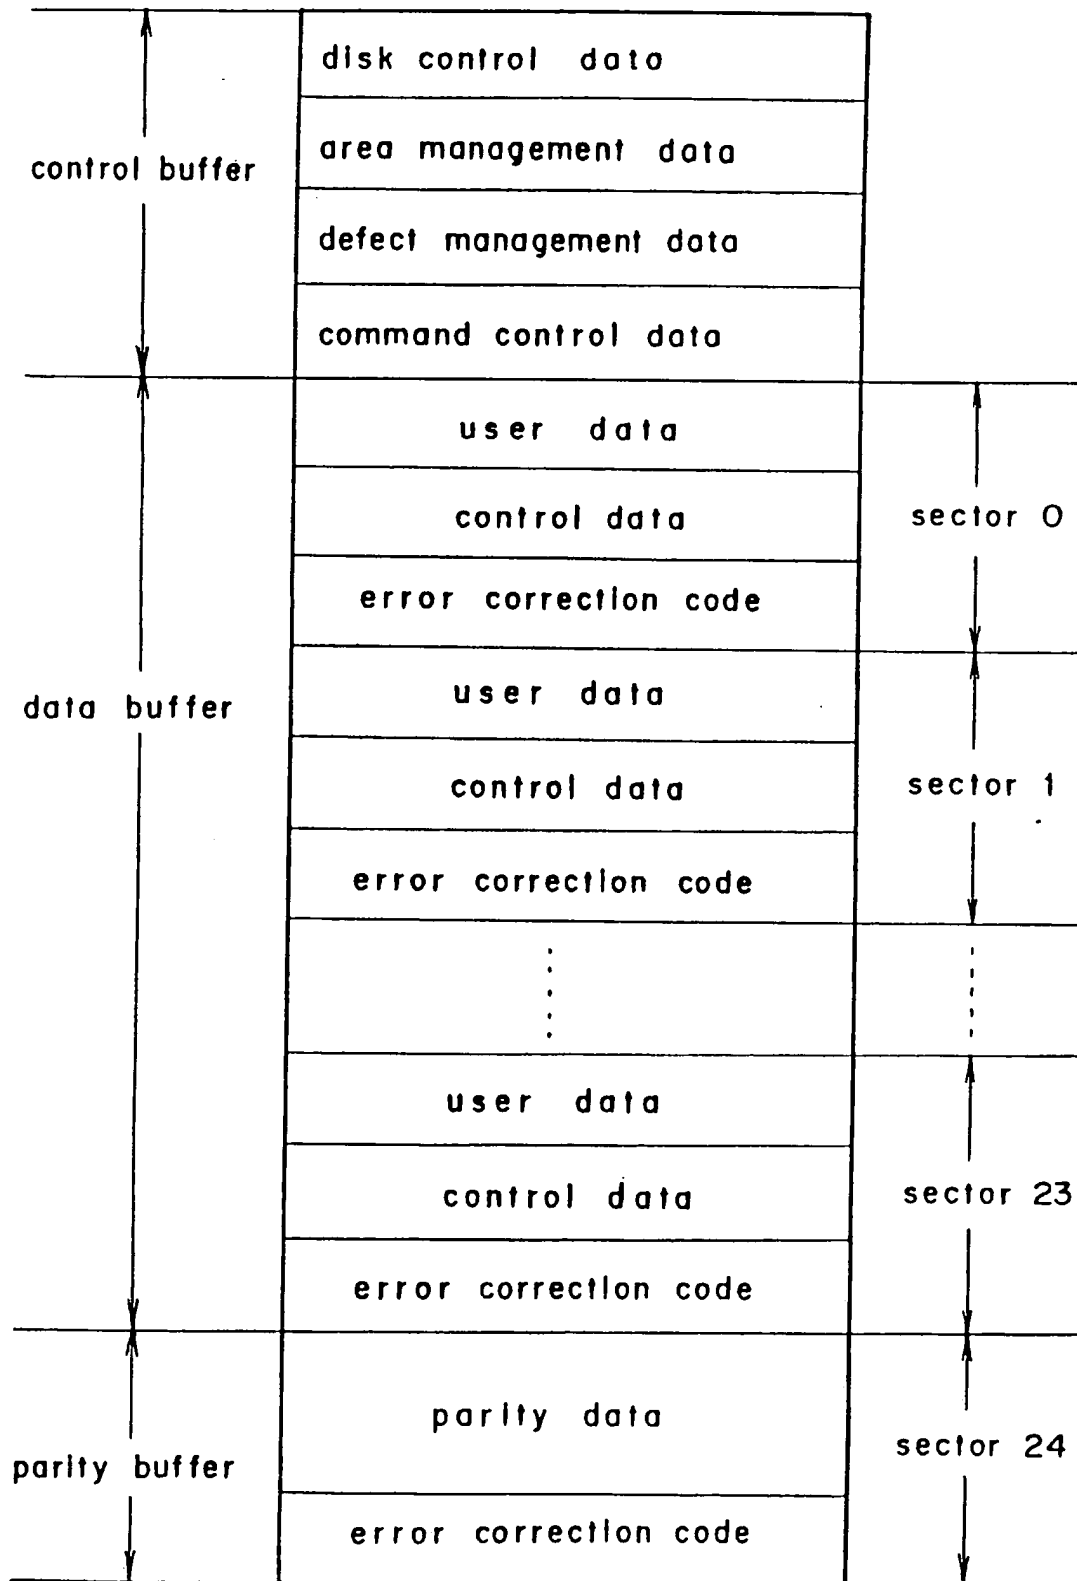 disk control data
area management data
control buffer
defect management data
command control data
user data
control data
sector 0
error correction code
user data
data buffer
control data
sector 1
error correction code
user data
control data
sector 23
error correction code
parity data
sector 24
parity buffer
error correction code